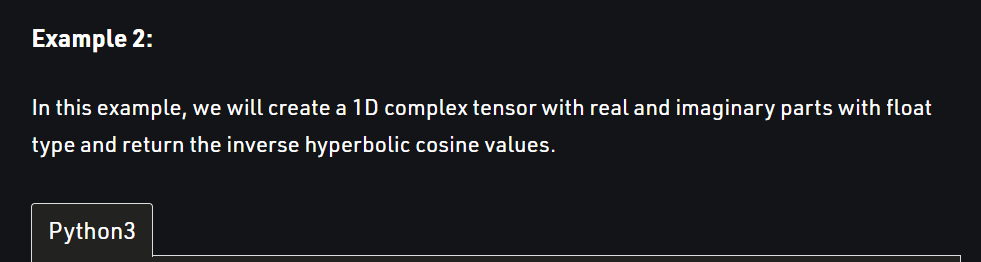 Example 2:
In this example, we will create a 1D complex tensor with real and imaginary parts with float
type and return the inverse hyperbolic cosine values.
Python3